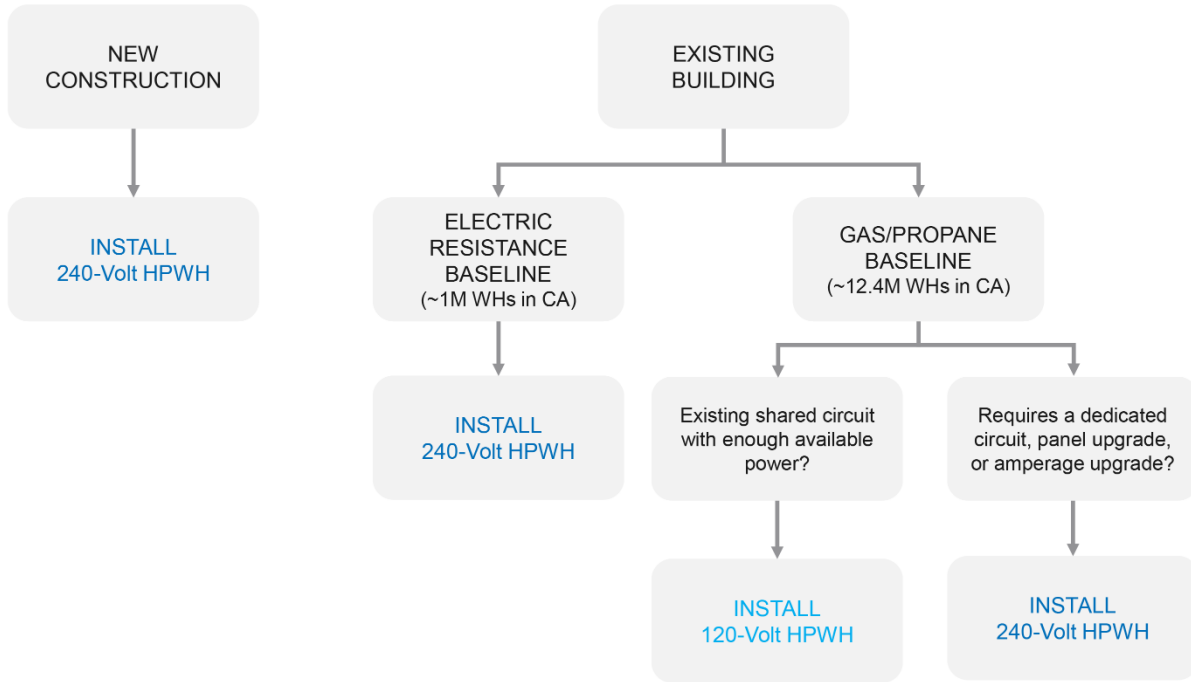 NEW
CONSTRUCTION
EXISTING
BUILDING
INSTALL
240-Volt HPWH
ELECTRIC
RESISTANCE
BASELINE
(~1M WHs in CA)
GAS/PROPANE
BASELINE
(~12.4M WHs in CA)
INSTALL
240-Volt HPWH
Existing shared circuit
with enough available
power?
Requires a dedicated
circuit, panel upgrade,
or amperage upgrade?
INSTALL
120-Volt HPWH
INSTALL
240-Volt HPWH